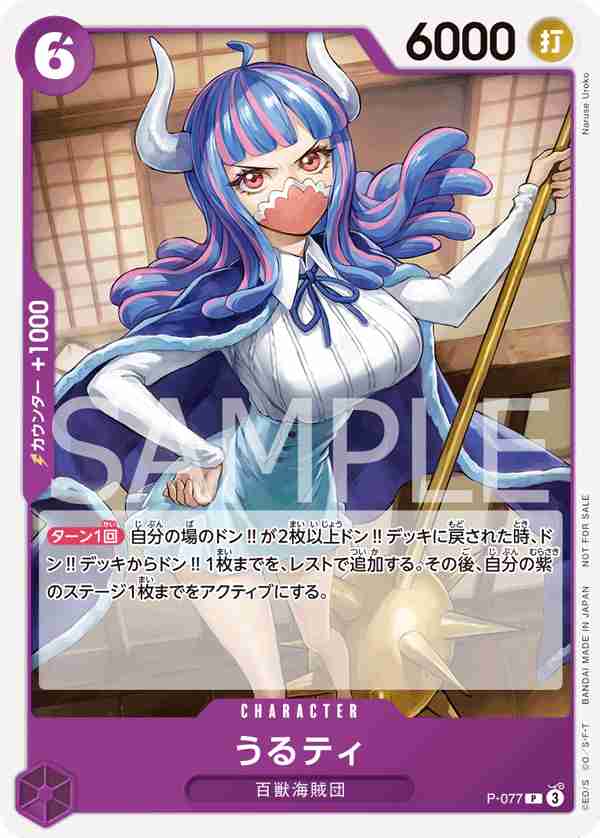 6
6000
打
Naruse Uroko
カウンター +1000
SAMPLE
ターン1回 自分の場のドン!!が2枚以上ドン!!デッキに戻された時、ド
ン!!デッキからドン!!1枚までを、レストで追加する。その後、自分の紫
のステージ1枚までをアクティブにする。
CHARACTER
うるティ
百獣海賊団
P-077 P 3
©ED/S ©O/S・F・T BANDAI MADE IN JAPAN NOT FOR SALE